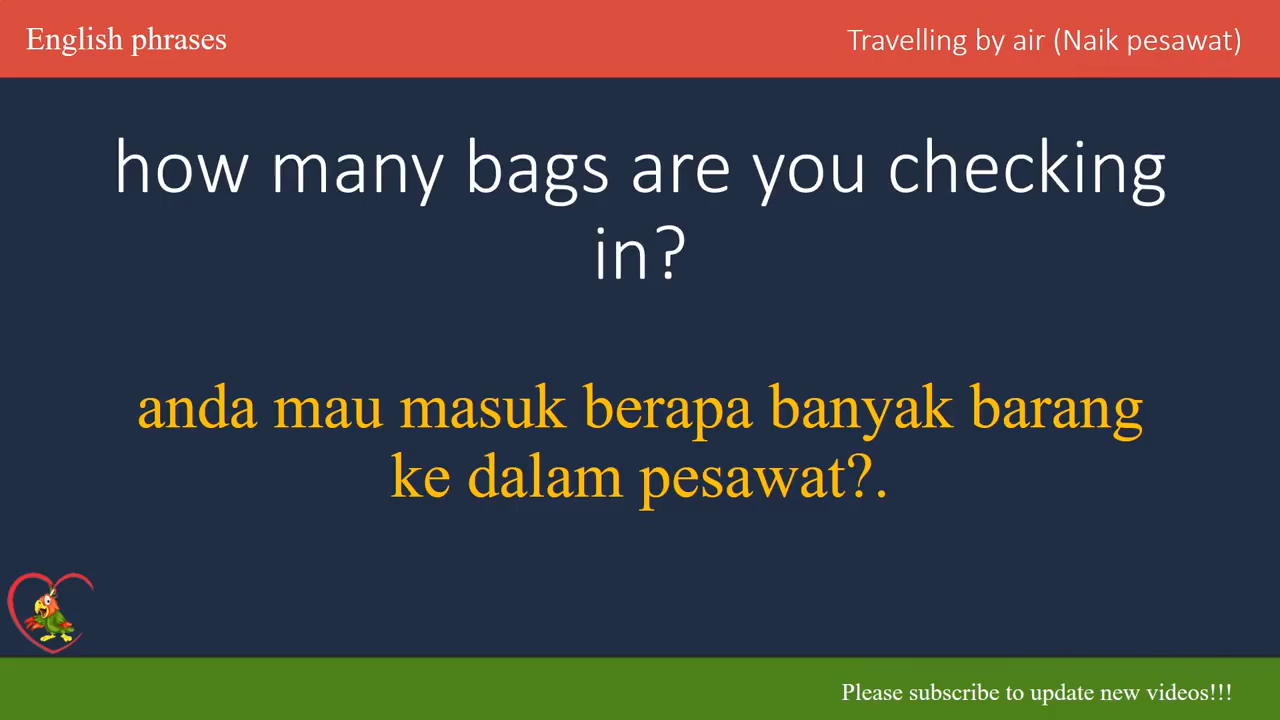 English phrases
Travelling by air (Naik pesawat)
how many bags are you checking
in?
anda mau masuk berapa banyak barang
ke dalam pesawat?.
Please subscribe to update new videos!!!